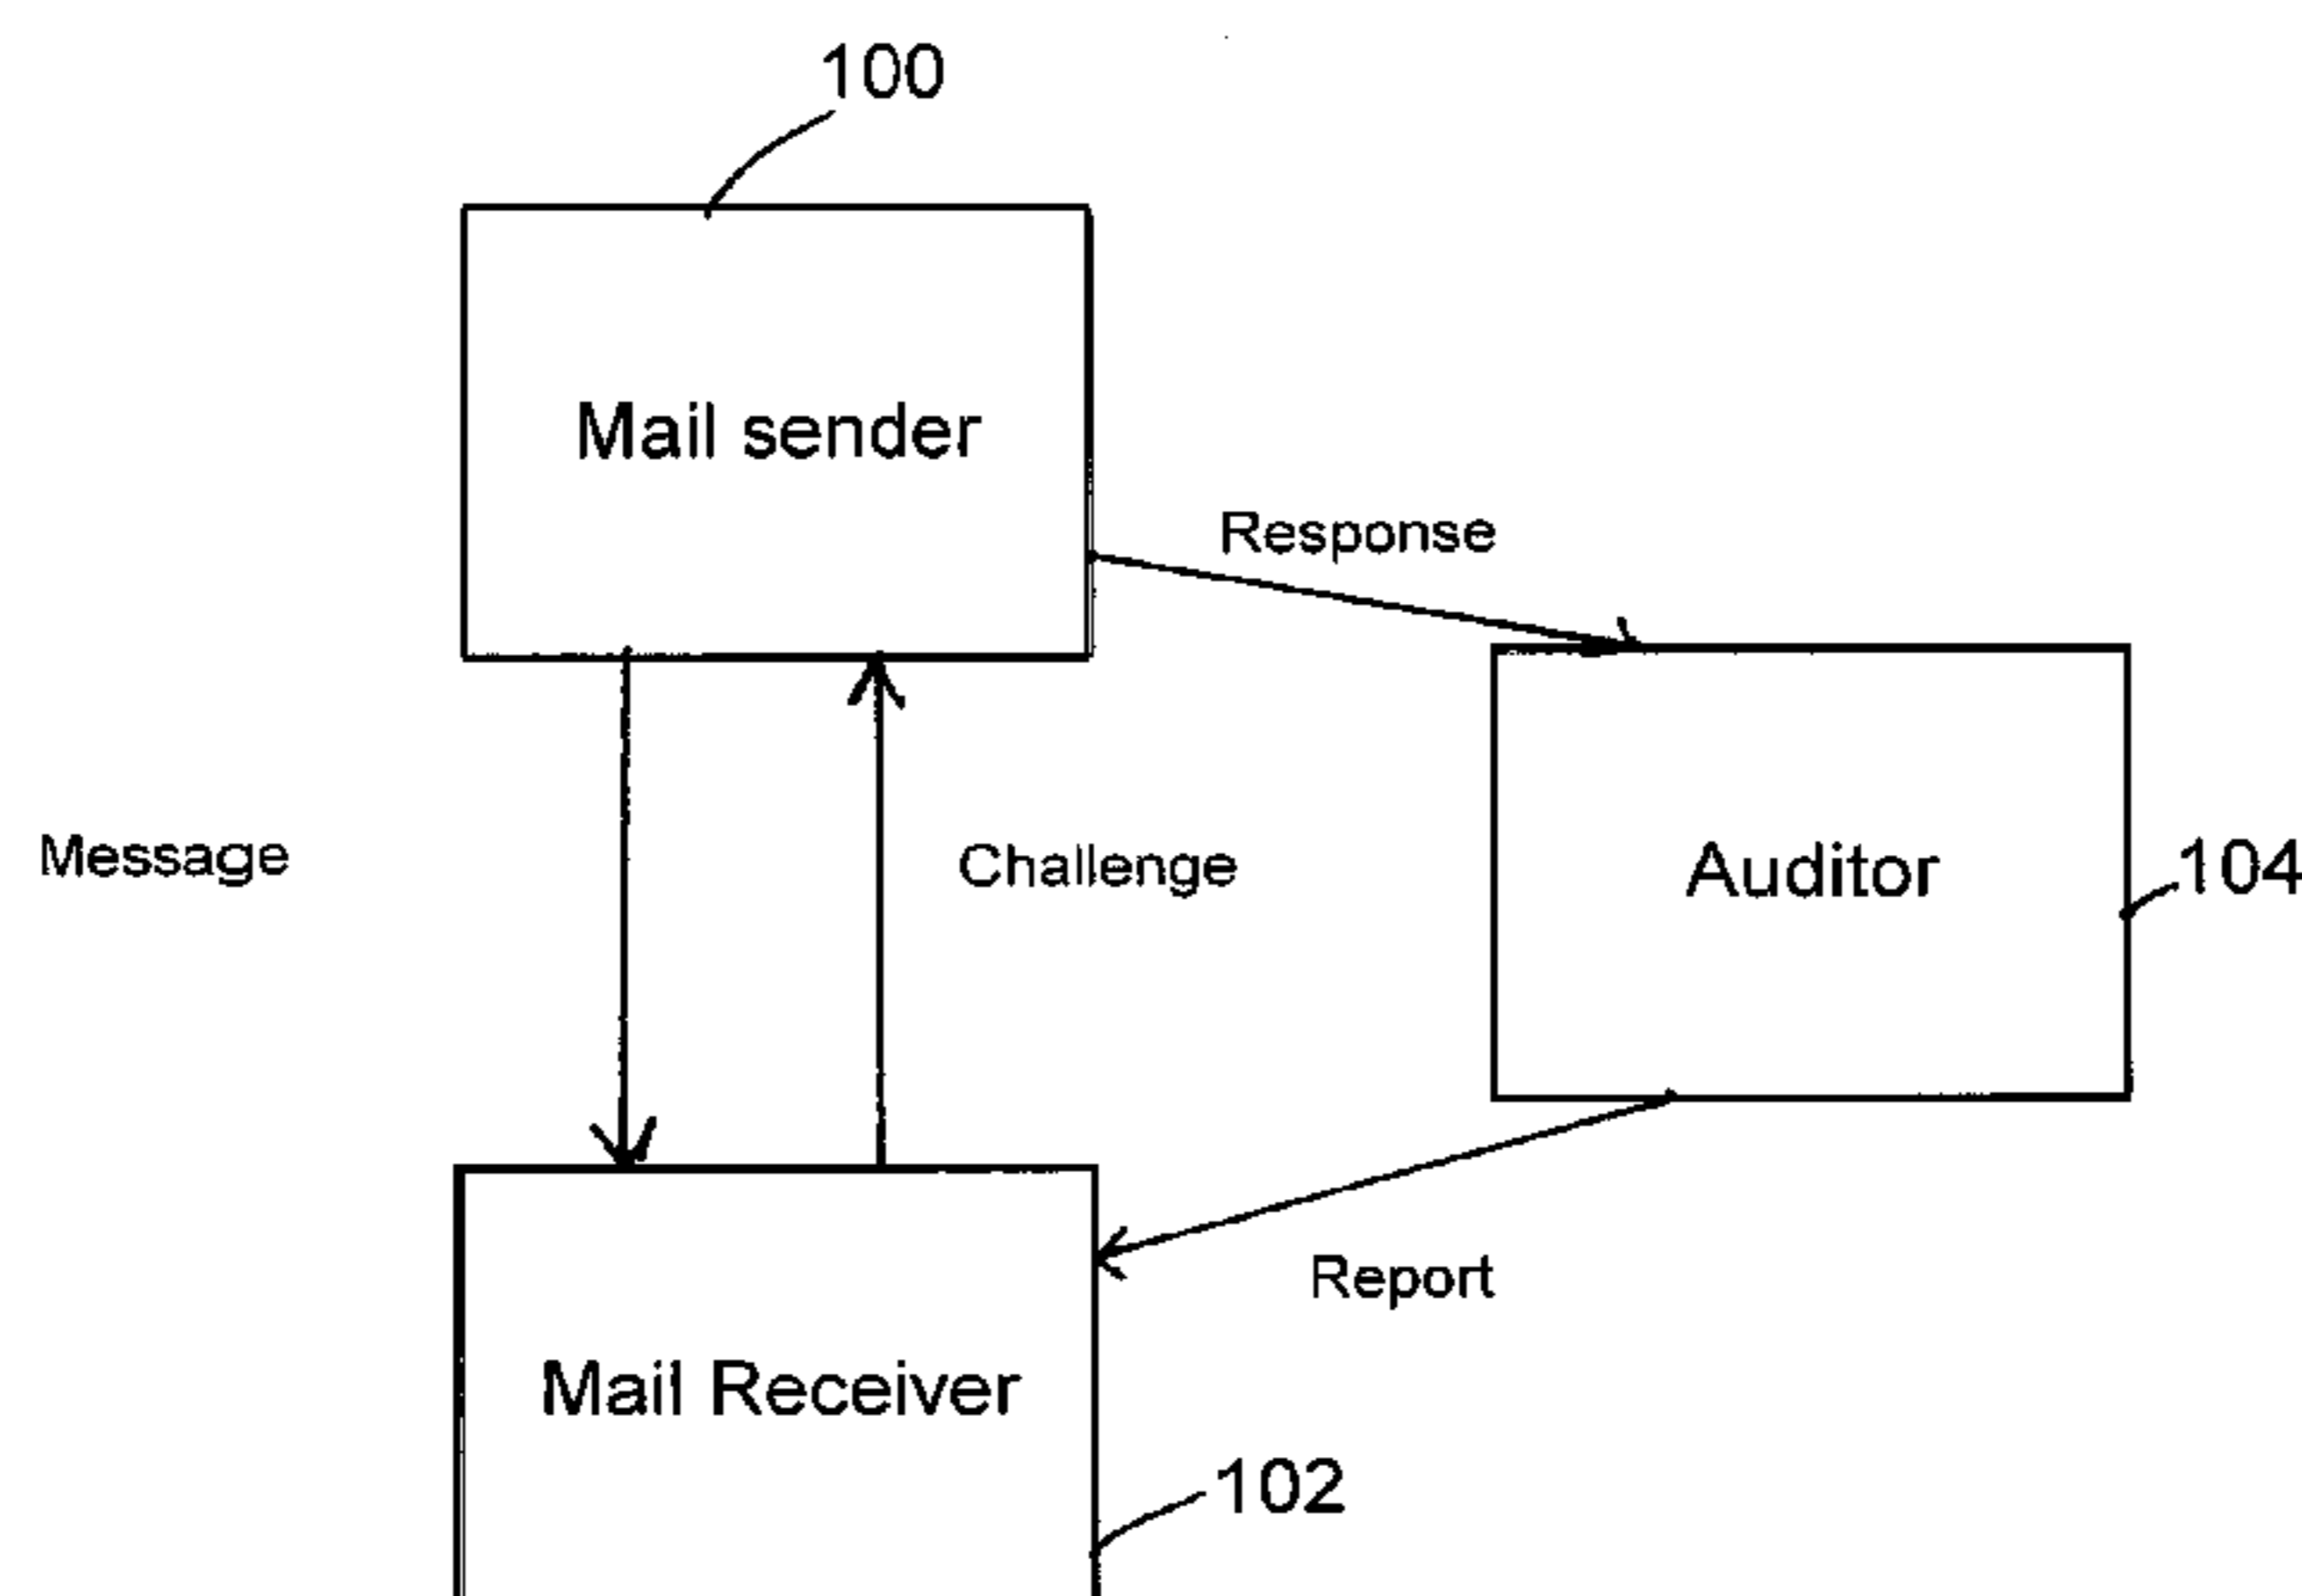 100
Mail sender
Response
Message
Challenge
Auditor
104
Report
Mail Receiver
102